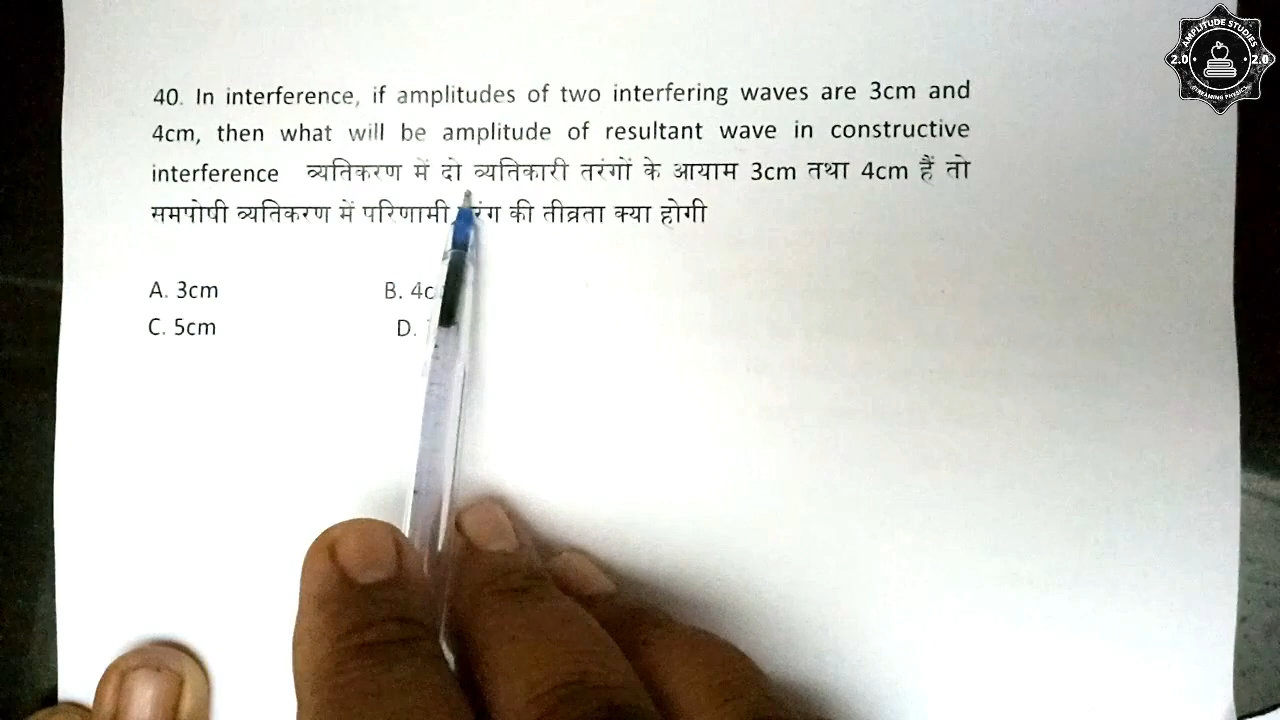 AMPLITUDE STUDIES
2.0 2.0
40. In interference, if amplitudes of two interfering waves are 3cm and
4cm, then what will be amplitude of resultant wave in constructive
interference व्यतिकरण में दो व्यतिकारी तरंगों के आयाम 3cm तथा 4cm हैं तो
समपोषी व्यतिकरण में परिणामी की तीव्रता क्या होगी
A. 3cm B.
C. 5cm D.